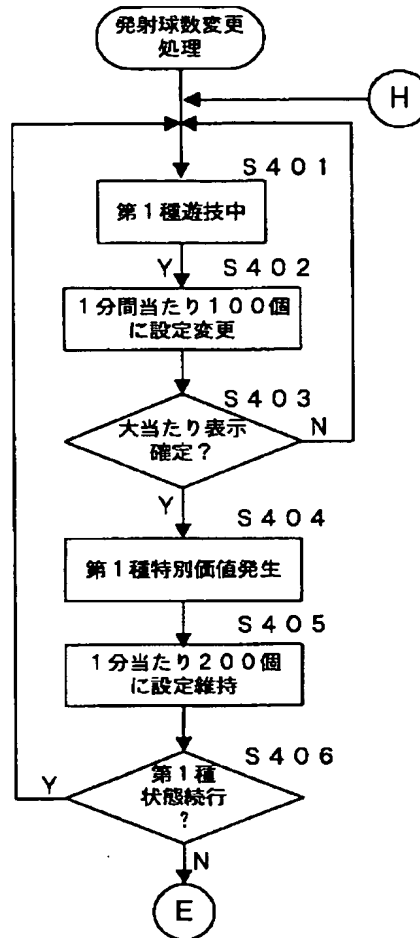 発射球数変更
処理
H
S401
第1種遊技中
Y
S402
1分間当たり100個
に設定変更
S403
大当たり表示
確定?
N
Y
S404
第1種特別価値発生
S405
1分当たり200個
に設定維持
S406
Y
第1種
状態続行
?
N
E